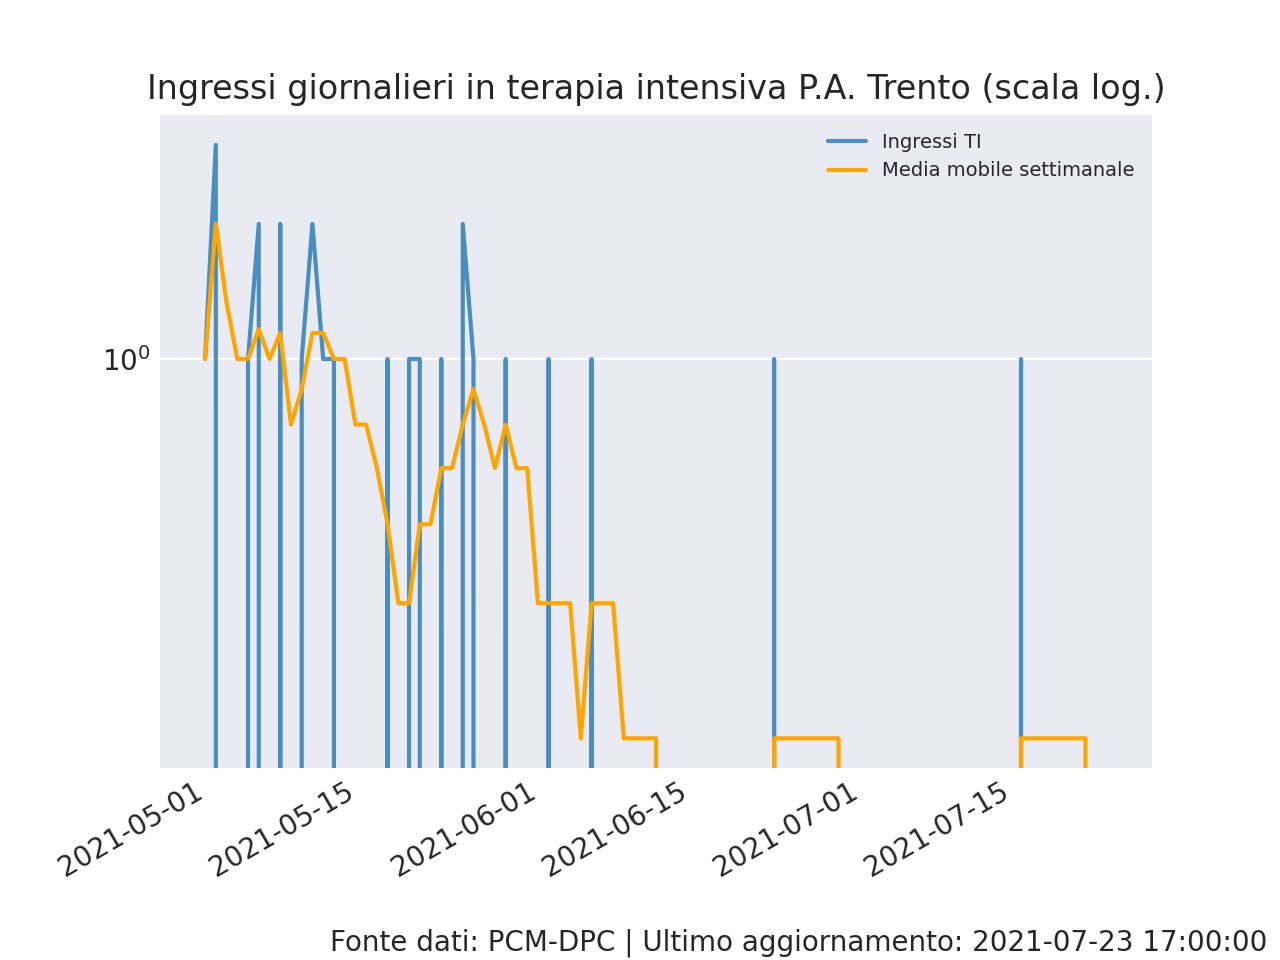 Ingressi giornalieri in terapia intensiva P.A. Trento (scala log.)
Ingressi TI
Media mobile settimanale
10⁰
2021-05-01
2021-05-15
2021-06-01
2021-06-15
2021-07-01
2021-07-15
Fonte dati: PCM-DPC | Ultimo aggiornamento: 2021-07-23 17:00:00